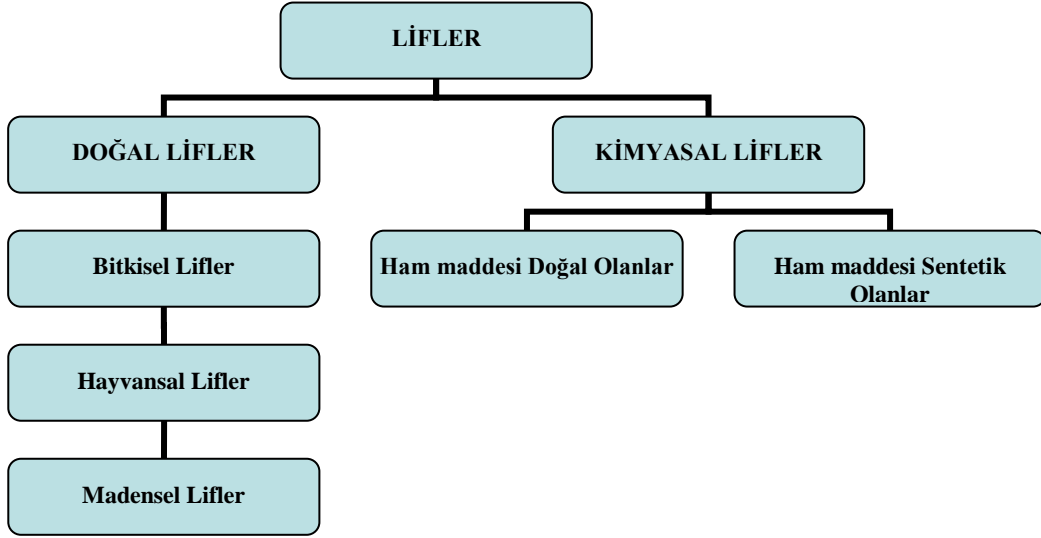 LİFLER
DOĞAL LİFLER
KİMYASAL LİFLER
Bitkisel Lifler
Ham maddesi Doğal Olanlar
Ham maddesi Sentetik
Olanlar
Hayvansal Lifler
Madensel Lifler